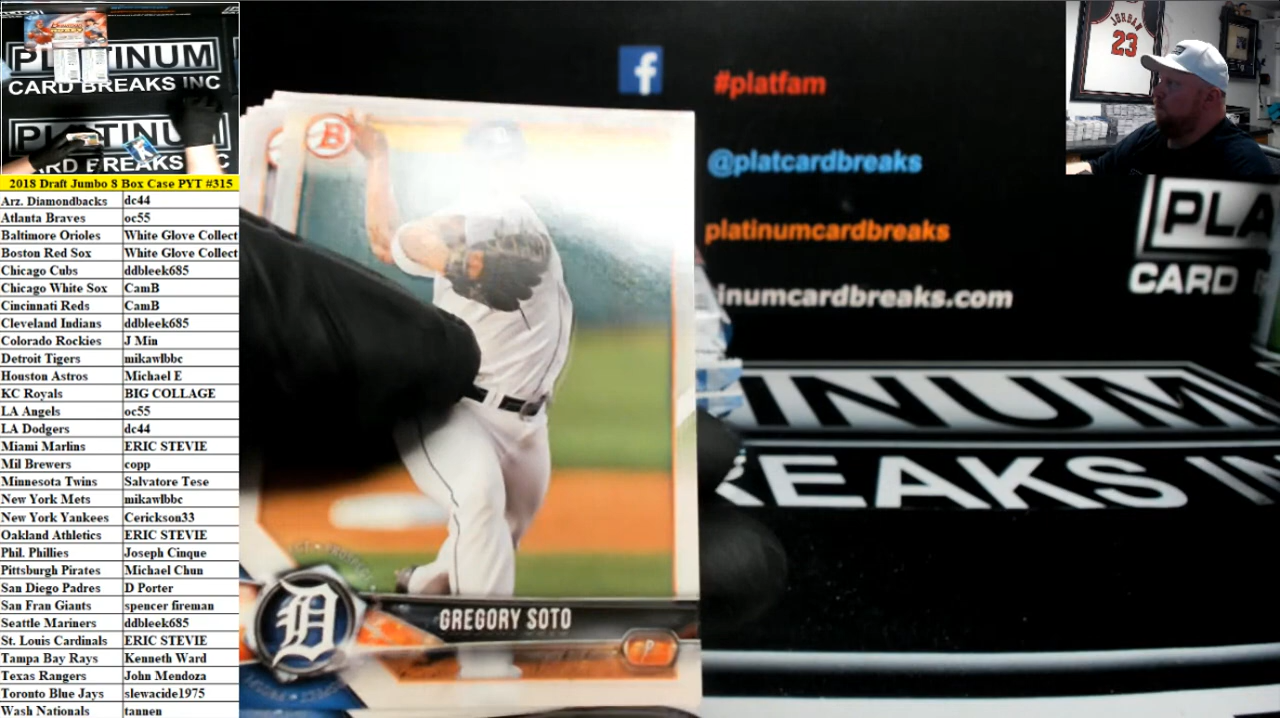 PLATINUM
CARD BREAKS INC
PLATINUM
CARD BREAKS INC
2018 Draft Jumbo 8 Box Case PYT #315
Arz. Diamondbacks dc44
Atlanta Braves oc55
Baltimore Orioles White Glove Collect
Boston Red Sox White Glove Collect
Chicago Cubs ddbleek685
Chicago White Sox CamB
Cincinnati Reds CamB
Cleveland Indians ddbleek685
Colorado Rockies J Min
Detroit Tigers mikawlbbc
Houston Astros Michael E
KC Royals BIG COLLAGE
LA Angels oc55
LA Dodgers dc44
Miami Marlins ERIC STEVIE
Mil Brewers copp
Minnesota Twins Salvatore Tese
New York Mets mikawlbbc
New York Yankees Cerickson33
Oakland Athletics ERIC STEVIE
Phil. Phillies Joseph Cinque
Pittsburgh Pirates Michael Chun
San Diego Padres D Porter
San Fran Giants spencer fireman
Seattle Mariners ddbleek685
St. Louis Cardinals ERIC STEVIE
Tampa Bay Rays Kenneth Ward
Texas Rangers John Mendoza
Toronto Blue Jays slewacide1975
Wash Nationals tannen
B
D
GREGORY SOTO
P
f
#platfam
@platcardbreaks
platinumcardbreaks
inumcardbreaks.com
JORDAN
23
PLA
CARD
INUM
REAKS IN